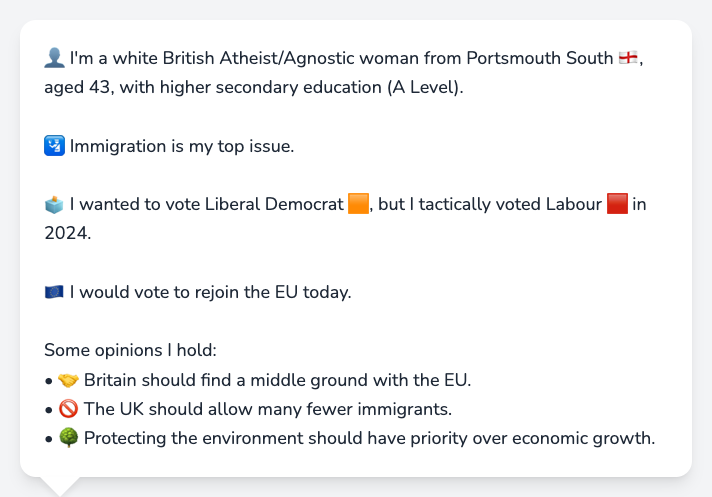 👤 I'm a white British Atheist/Agnostic woman from Portsmouth South 🏴󠁧󠁢󠁥󠁮󠁧󠁿,
aged 43, with higher secondary education (A Level).
🛂 Immigration is my top issue.
🗳️ I wanted to vote Liberal Democrat 🟧, but I tactically voted Labour 🟥 in
2024.
🇪🇺 I would vote to rejoin the EU today.
Some opinions I hold:
• 🤝 Britain should find a middle ground with the EU.
• 🚫 The UK should allow many fewer immigrants.
• 🌳 Protecting the environment should have priority over economic growth.